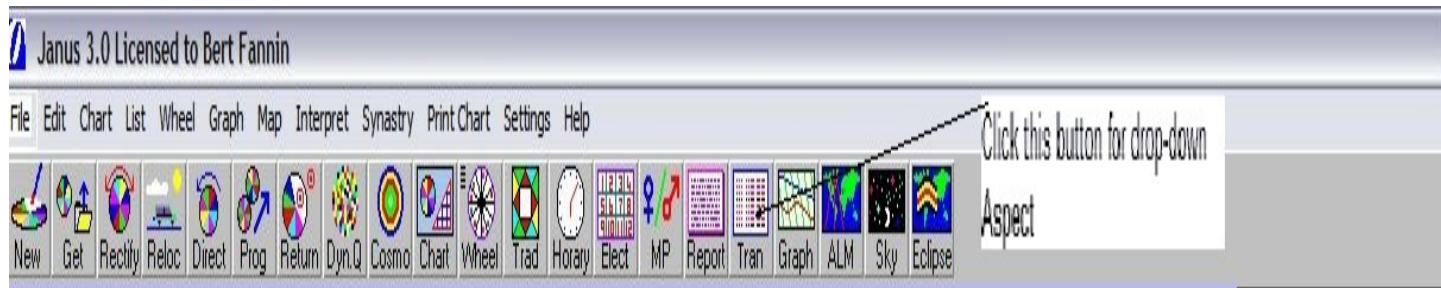 Janus 3.0 Licensed to Bert Fannin
File Edit Chart List Wheel Graph Map Interpret Synastry Print Chart Settings Help
Click this button for drop-down
Aspect
New Get Rectify Reloc Direct Prog Return Dyn.Q Cosmo Chart Wheel Trad Horary Elect MP Report Tran Graph ALM Sky Eclipse